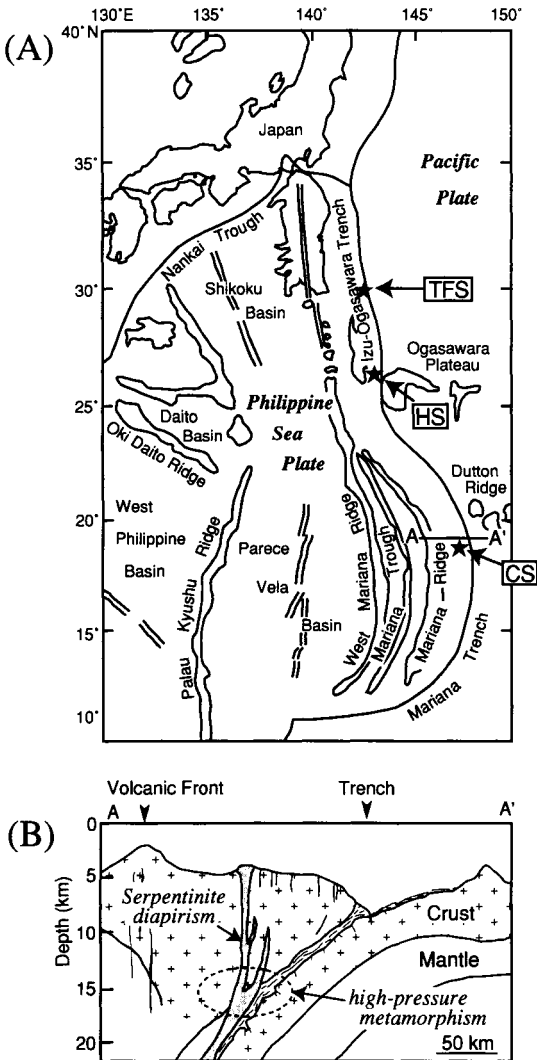 (A)
130°E 135° 140° 145° 150°
40°N
35°
30°
25°
20°
15°
10°
Japan
Pacific
Plate
Nankai Trough
Izu-Ogasawara Trench
TFS
Shikoku
Basin
Ogasawara
Plateau
HS
Daito
Basin
Oki Daito Ridge
Philippine
Sea
Plate
Dutton
Ridge
A A'
CS
West
Philippine
Basin
Palau Kyushu Ridge
Parece
Vela
Basin
West Mariana Ridge
Mariana Trough
Mariana Ridge
Mariana Trench
(B)
Volcanic Front Trench
A A'
Depth (km)
0
5
10
15
20
Serpentinite
diapirism
Crust
Mantle
high-pressure
metamorphism
50 km